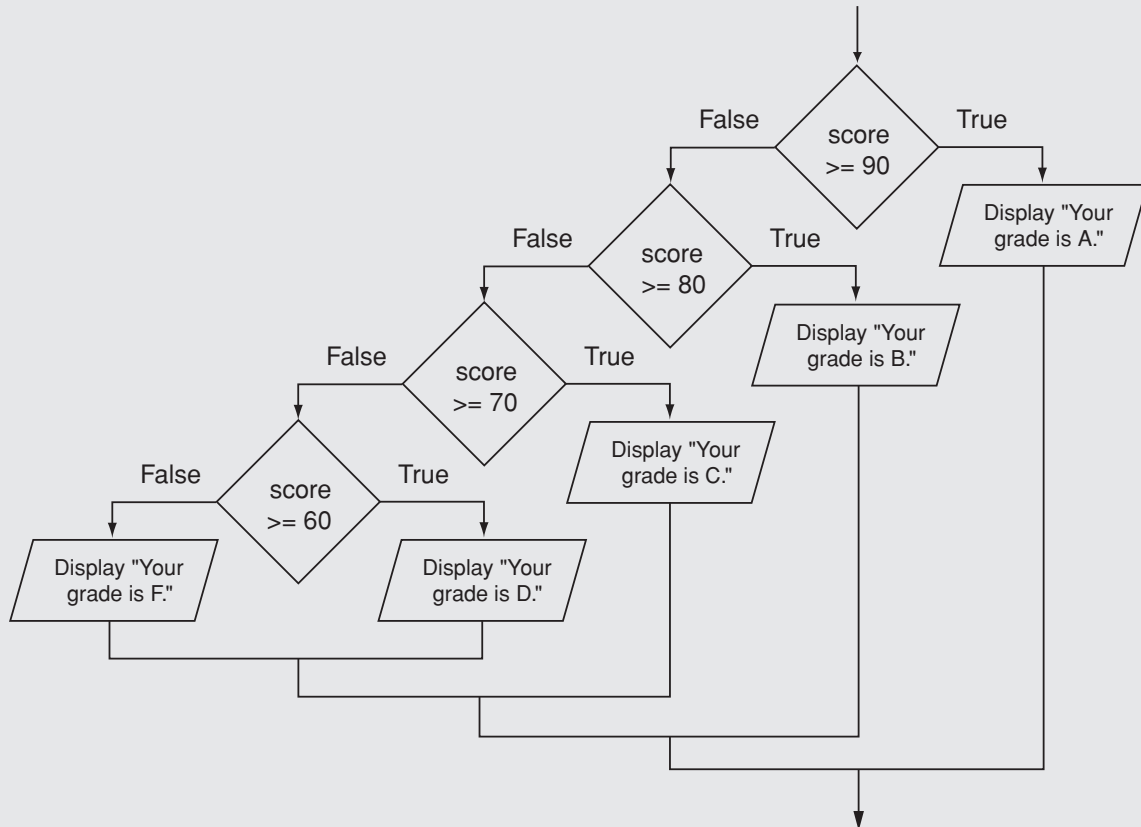 False
True
score
>= 90
Display "Your
grade is A."
False
True
score
>= 80
Display "Your
grade is B."
False
True
score
>= 70
Display "Your
grade is C."
False
True
score
>= 60
Display "Your
grade is F."
Display "Your
grade is D."